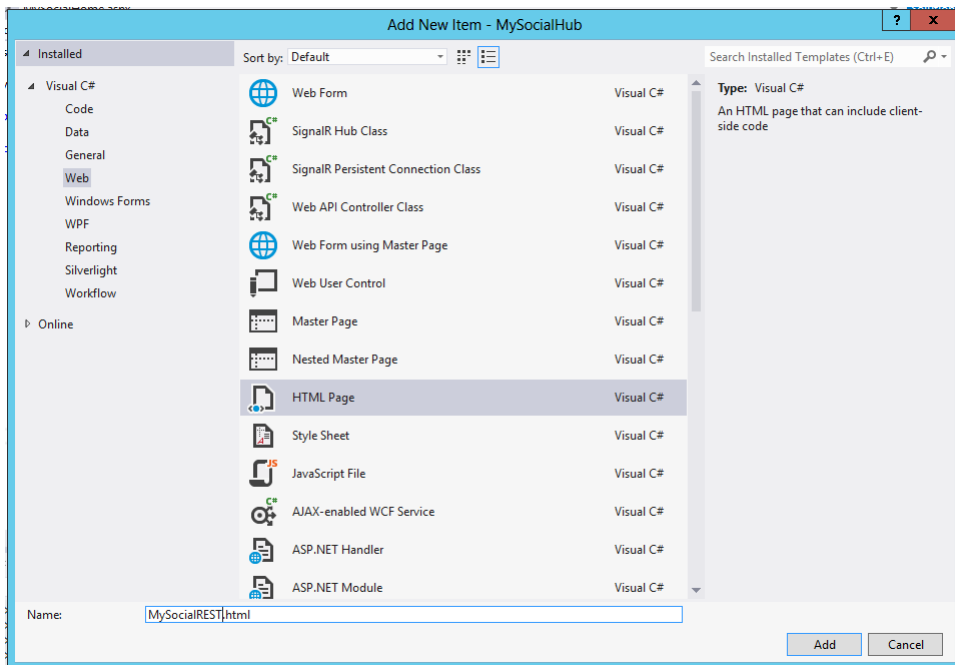 MySocialHome.aspx
Add New Item - MySocialHub
? x
Installed
Sort by: Default
Search Installed Templates (Ctrl+E)
Visual C#
Code
Data
General
Web
Windows Forms
WPF
Reporting
Silverlight
Workflow
Online
Web Form Visual C#
SignalR Hub Class Visual C#
SignalR Persistent Connection Class Visual C#
Web API Controller Class Visual C#
Web Form using Master Page Visual C#
Web User Control Visual C#
Master Page Visual C#
Nested Master Page Visual C#
HTML Page Visual C#
Style Sheet Visual C#
JavaScript File Visual C#
AJAX-enabled WCF Service Visual C#
ASP.NET Handler Visual C#
ASP.NET Module Visual C#
Type: Visual C#
An HTML page that can include client-
side code
Name: MySocialREST.html
Add Cancel